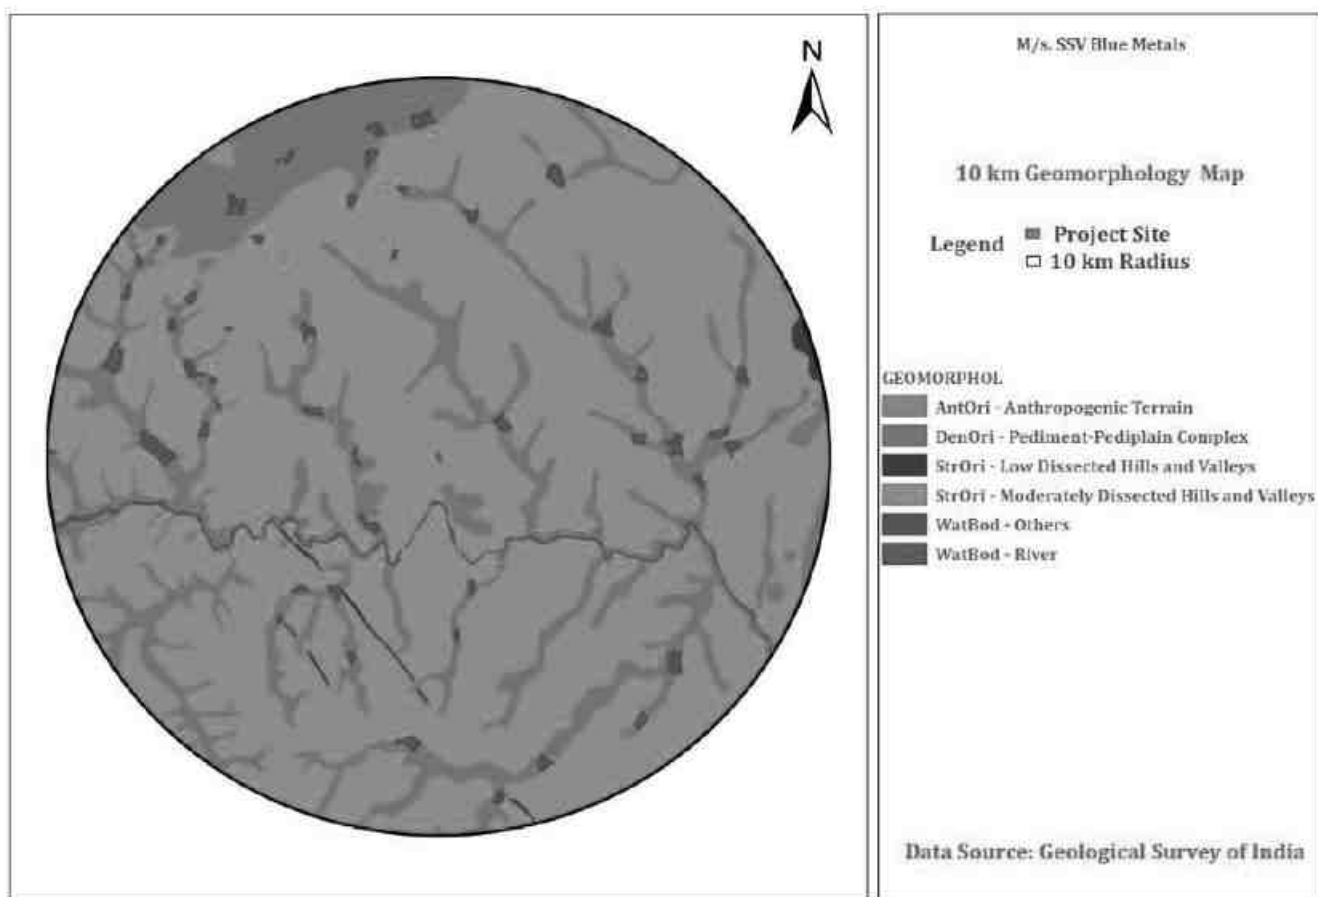 N
M/s. SSV Blue Metals
10 km Geomorphology Map
Legend
Project Site
10 km Radius
GEOMORPHOL
AntOri - Anthropogenic Terrain
DenOri - Pediment-Pediplain Complex
StrOri - Low Dissected Hills and Valleys
StrOri - Moderately Dissected Hills and Valleys
WatBod - Others
WatBod - River
Data Source: Geological Survey of India